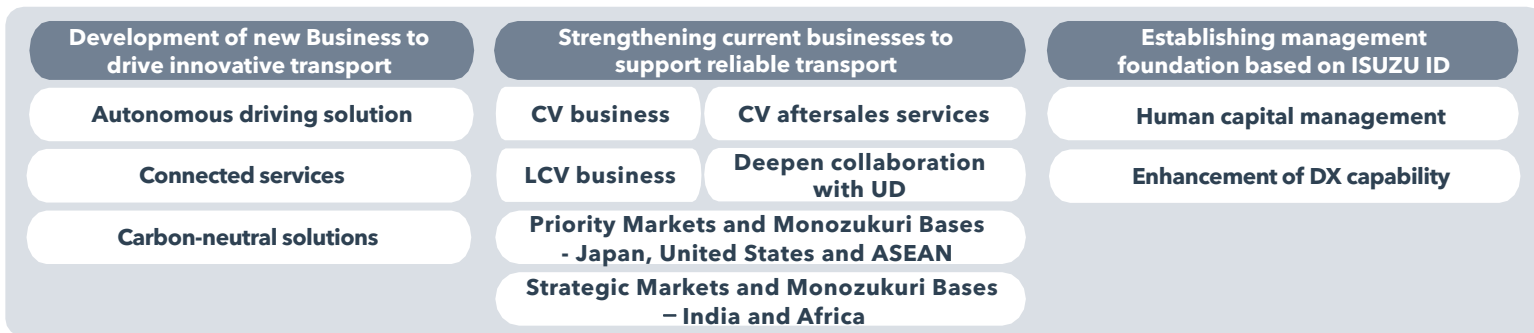 Development of new Business to
drive innovative transport
Autonomous driving solution
Connected services
Carbon-neutral solutions
Strengthening current businesses to
support reliable transport
CV business
CV aftersales services
LCV business
Deepen collaboration
with UD
Priority Markets and Monozukuri Bases
- Japan, United States and ASEAN
Strategic Markets and Monozukuri Bases
– India and Africa
Establishing management
foundation based on ISUZU ID
Human capital management
Enhancement of DX capability